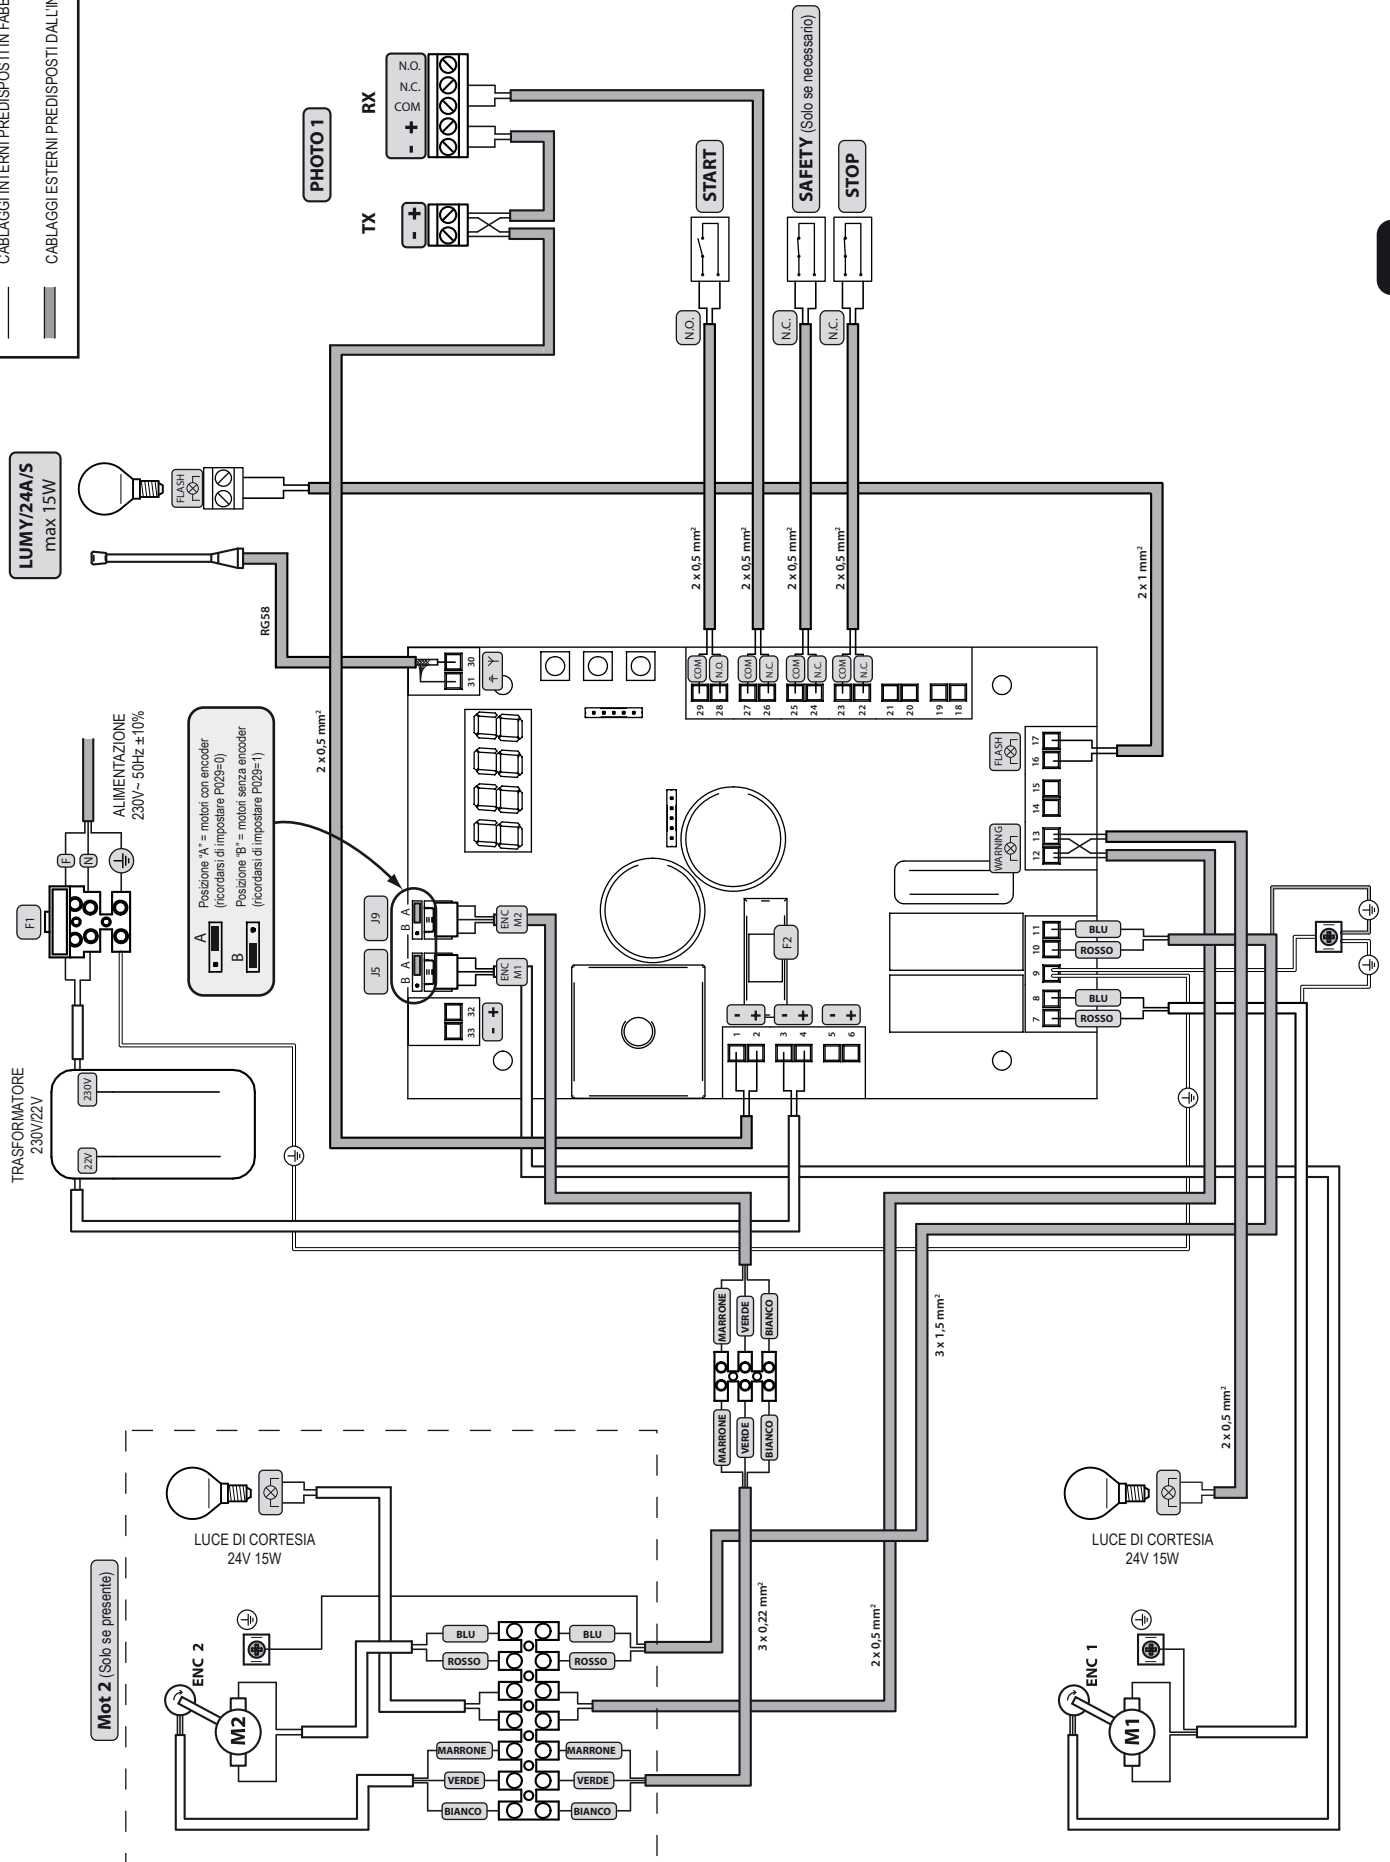 CABLAGGI INTERNI PREDISPOSTI IN FABB
CABLAGGI ESTERNI PREDISPOSTI DALL'IN
LUMY/24A/S
max 15W
FLASH
RG58
PHOTO 1
TX
RX
- +
- + COM N.C. N.O.
START
SAFETY (Solo se necessario)
STOP
N.O.
N.C.
N.C.
2 x 0,5 mm²
2 x 0,5 mm²
2 x 0,5 mm²
2 x 0,5 mm²
2 x 0,5 mm²
2 x 1 mm²
ALIMENTAZIONE
230V~ 50Hz ±10%
F
N
F1
Posizione "A" = motori con encoder
(ricordarsi di impostare P029=0)
Posizione "B" = motori senza encoder
(ricordarsi di impostare P029=1)
A
B
TRASFORMATORE
230V/22V
22V
230V
J5
J9
B A
B A
ENC
M1
ENC
M2
31 30
33 32
- +
F2
- +
- +
- +
1 2 3 4 5 6
COM
N.O.
COM
N.C.
COM
N.C.
COM
N.C.
29
28
27
26
25
24
23
22
21
20
19
18
FLASH
WARNING
7 8 9 10 11 12 13 14 15 16 17
BLU
ROSSO
BLU
ROSSO
MARRONE
VERDE
BIANCO
MARRONE
VERDE
BIANCO
3 x 1,5 mm²
2 x 0,5 mm²
3 x 0,22 mm²
2 x 0,5 mm²
Mot 2 (Solo se presente)
LUCE DI CORTESIA
24V 15W
ENC 2
M2
BLU
ROSSO
MARRONE
VERDE
BIANCO
BLU
ROSSO
MARRONE
VERDE
BIANCO
LUCE DI CORTESIA
24V 15W
ENC 1
M1